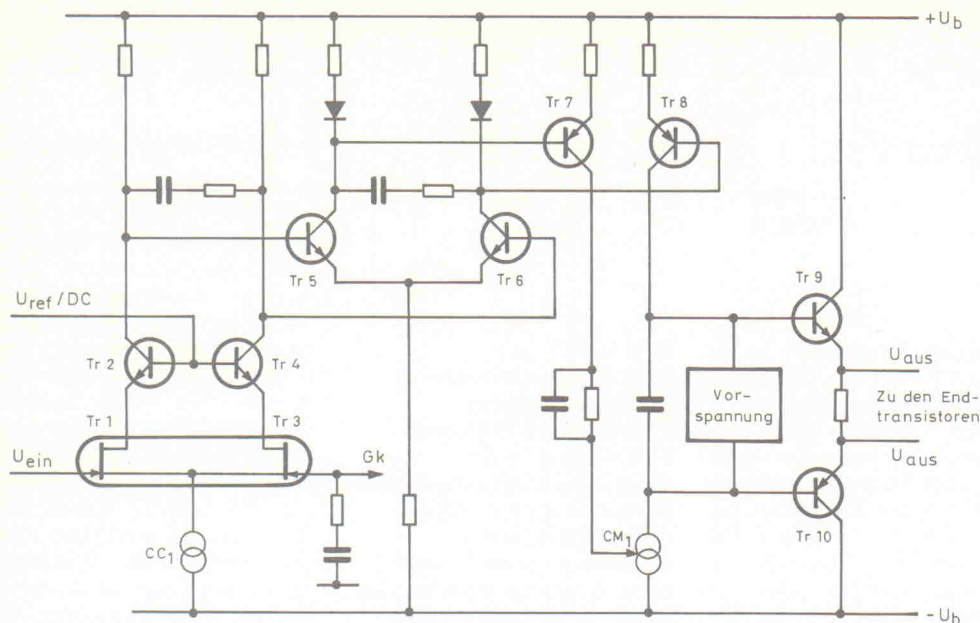 +U_b
Tr 7
Tr 8
Tr 5
Tr 6
Tr 9
U_ref/DC
Tr 2
Tr 4
U_aus
Vor-
spannung
Zu den End-
transistoren
Tr 1
Tr 3
U_ein
Gk
U_aus
CC_1
CM_1
Tr 10
-U_b